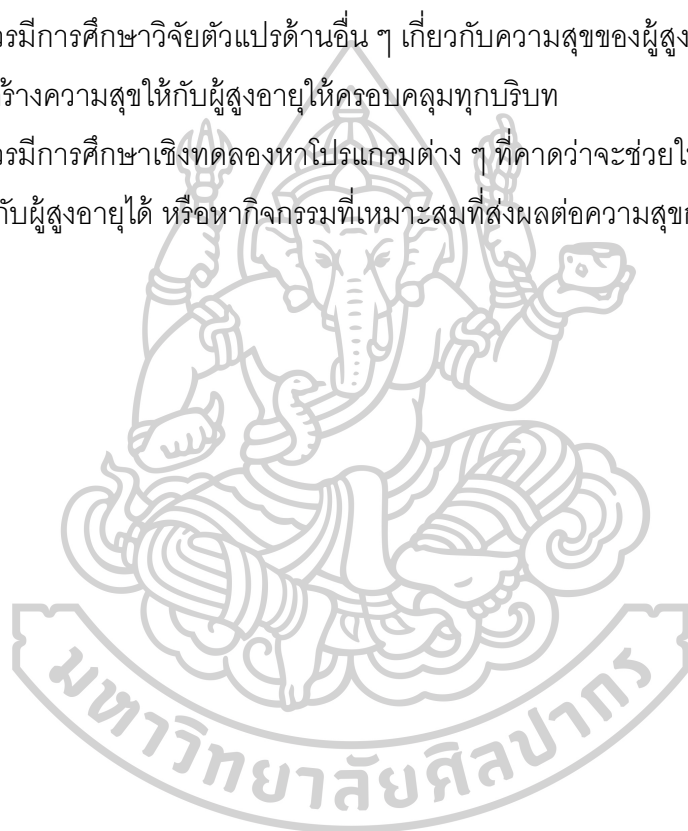 วรมีการศึกษาวิจัยตัวแปรด้านอื่น ๆ เกี่ยวกับความสุขของผู้สูง
ร้างความสุขให้กับผู้สูงอายุให้ครอบคลุมทุกบริบท
วรมีการศึกษาเชิงทดลองหาโปรแกรมต่าง ๆ ที่คาดว่าจะช่วยใ
กับผู้สูงอายุได้ หรือหากิจกรรมที่เหมาะสมที่ส่งผลต่อความสุข
มหาวิทยาลัยศิลปากร